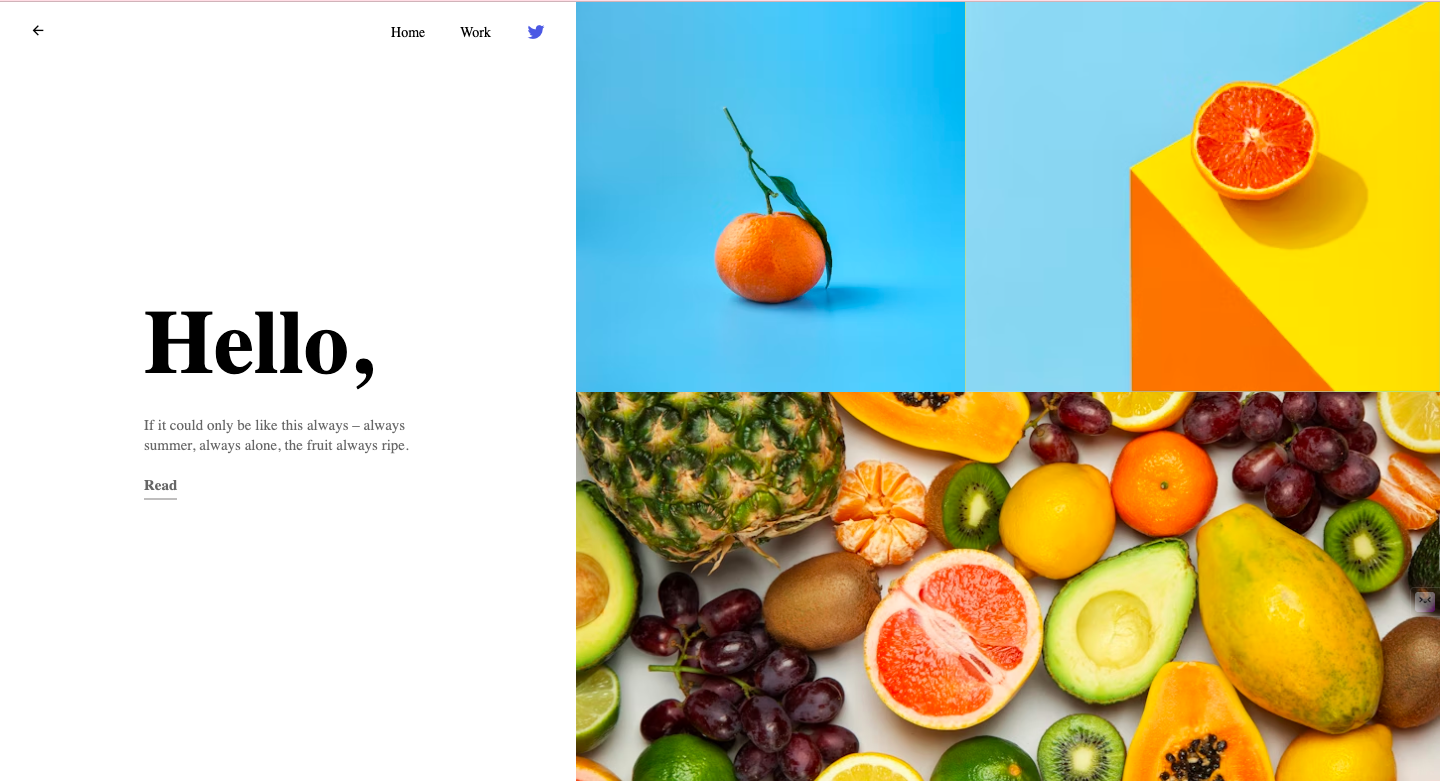 Home Work
Hello,
If it could only be like this always – always
summer, always alone, the fruit always ripe.
Read